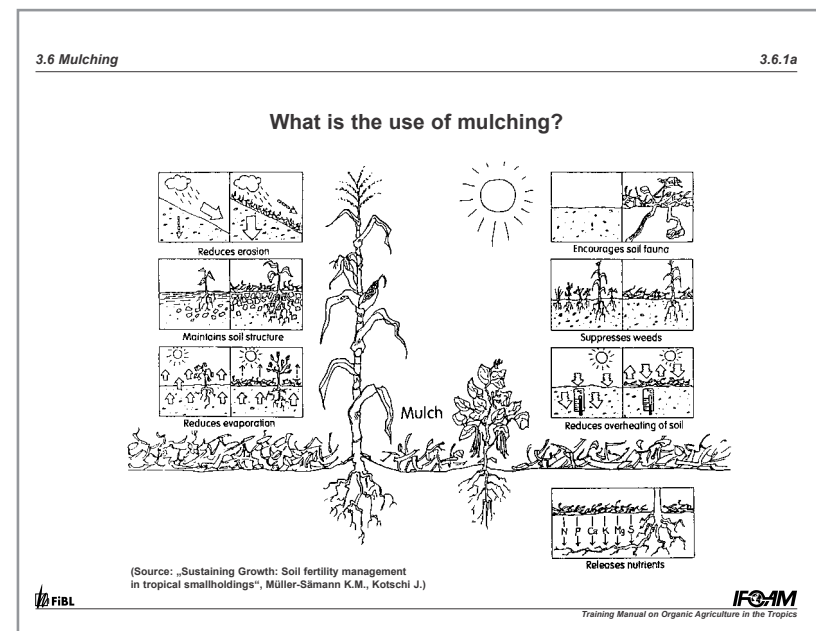 3.6 Mulching
3.6.1a
What is the use of mulching?
Reduces erosion
Maintains soil structure
Reduces evaporation
Mulch
Encourages soil fauna
Suppresses weeds
Reduces overheating of soil
N P Ca K Mg S
Releases nutrients
(Source: „Sustaining Growth: Soil fertility management
in tropical smallholdings“, Müller-Sämann K.M., Kotschi J.)
FiBL
IFOAM
Training Manual on Organic Agriculture in the Tropics